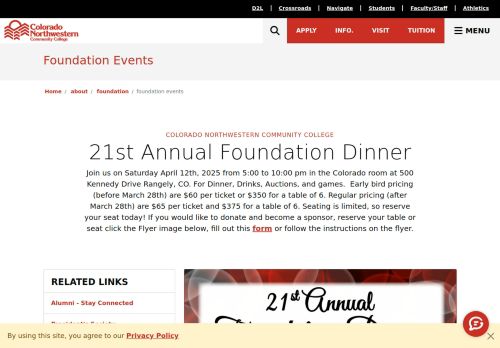 D2L | Crossroads | Navigate | Students | Faculty/Staff | Athletics
Colorado
Northwestern
Community College
APPLY INFO. VISIT TUITION MENU
Foundation Events
Home / about / foundation / foundation events
COLORADO NORTHWESTERN COMMUNITY COLLEGE
21st Annual Foundation Dinner
Join us on Saturday April 12th, 2025 from 5:00 to 10:00 pm in the Colorado room at 500
Kennedy Drive Rangely, CO. For Dinner, Drinks, Auctions, and games. Early bird pricing
(before March 28th) are $60 per ticket or $350 for a table of 6. Regular pricing (after
March 28th) are $65 per ticket and $375 for a table of 6. Seating is limited, so reserve
your seat today! If you would like to donate and become a sponsor, reserve your table or
seat click the Flyer image below, fill out this form or follow the instructions on the flyer.
RELATED LINKS
Alumni - Stay Connected
21st Annual
By using this site, you agree to our Privacy Policy